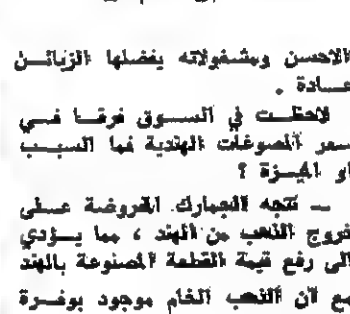 الاحسن ومشغولاته يفضلها الزبائن
عادة .
لاحظت في السوق فرقا في
سعر المصوغات الهندية فما السبب
او الميزة ؟
— نتجه الجمارك المفروضة على
خروج الذهب من الهند ، مما يؤدي
الى رفع قيمة القطعة المصنوعة بالهند
مع ان الذهب الخام موجود بوفرة